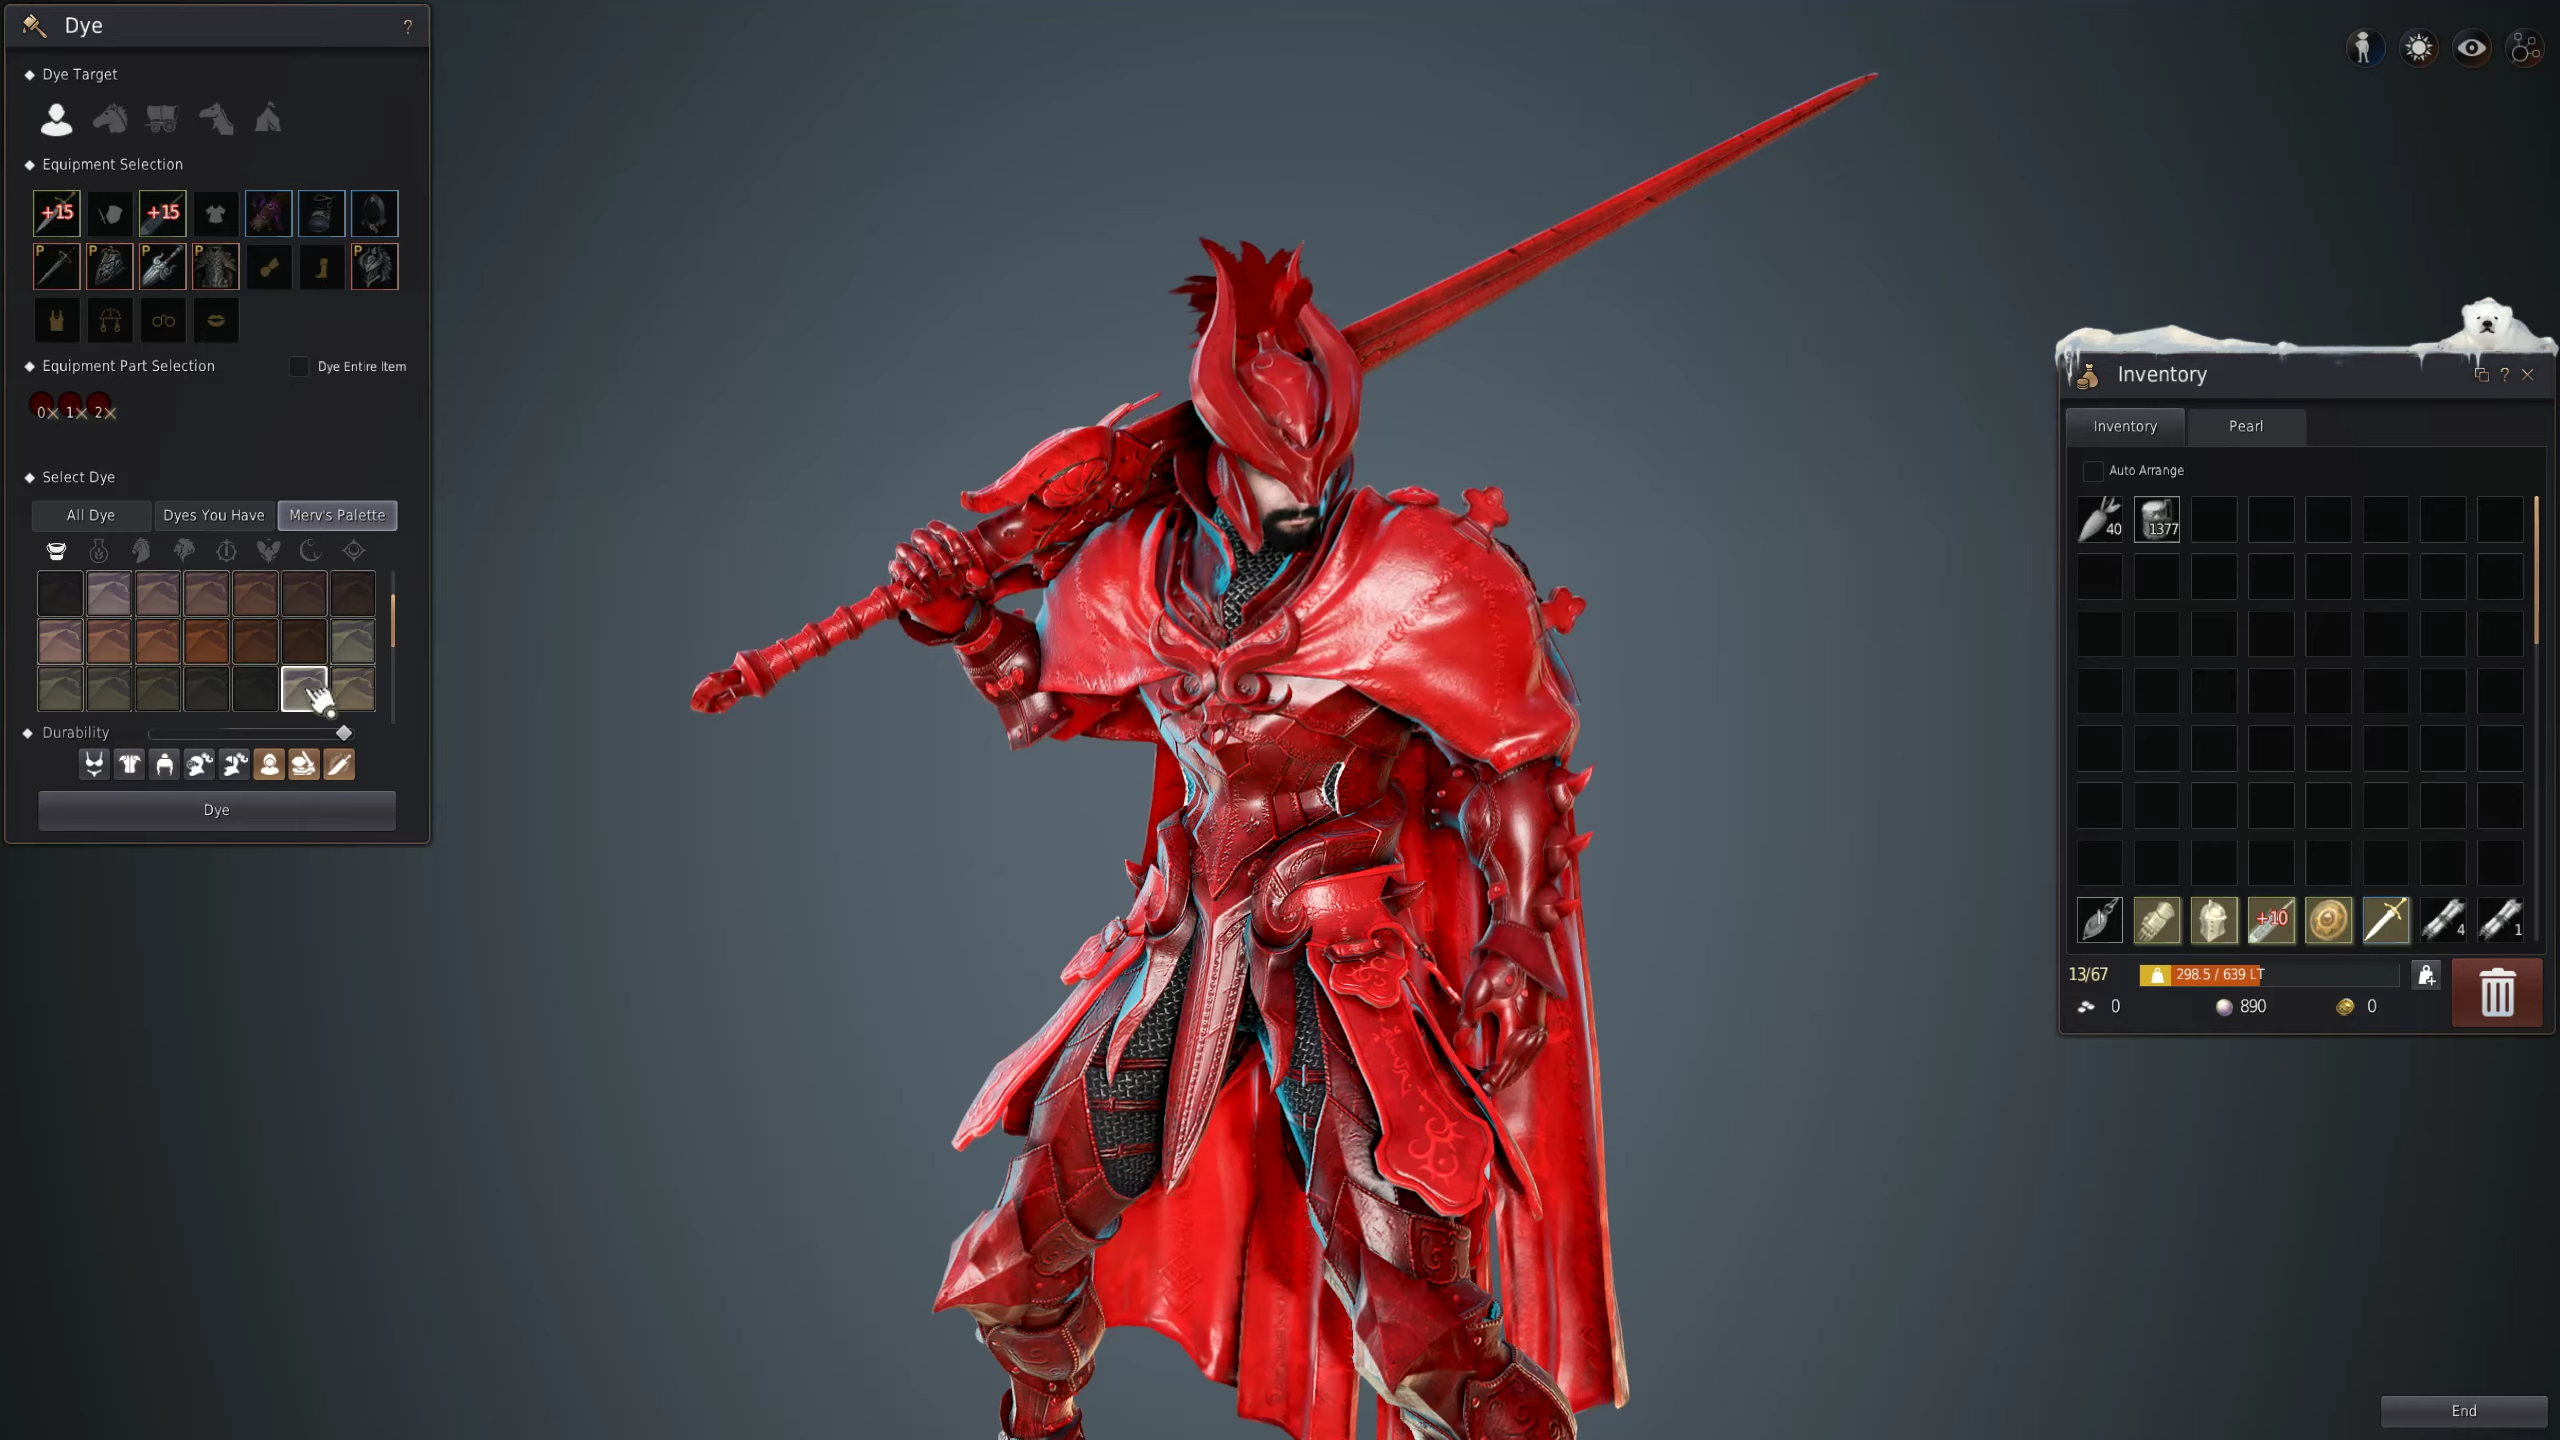 Dye
?
Dye Target
Equipment Selection
+15
+15
P
P
P
P
P
Equipment Part Selection
Dye Entire Item
0× 1× 2×
Select Dye
All Dye
Dyes You Have
Merv's Palette
Durability
Dye
Inventory
?
Inventory
Pearl
Auto Arrange
40
1377
+10
4
1
13/67
298.5 / 639 LT
0
890
0
End